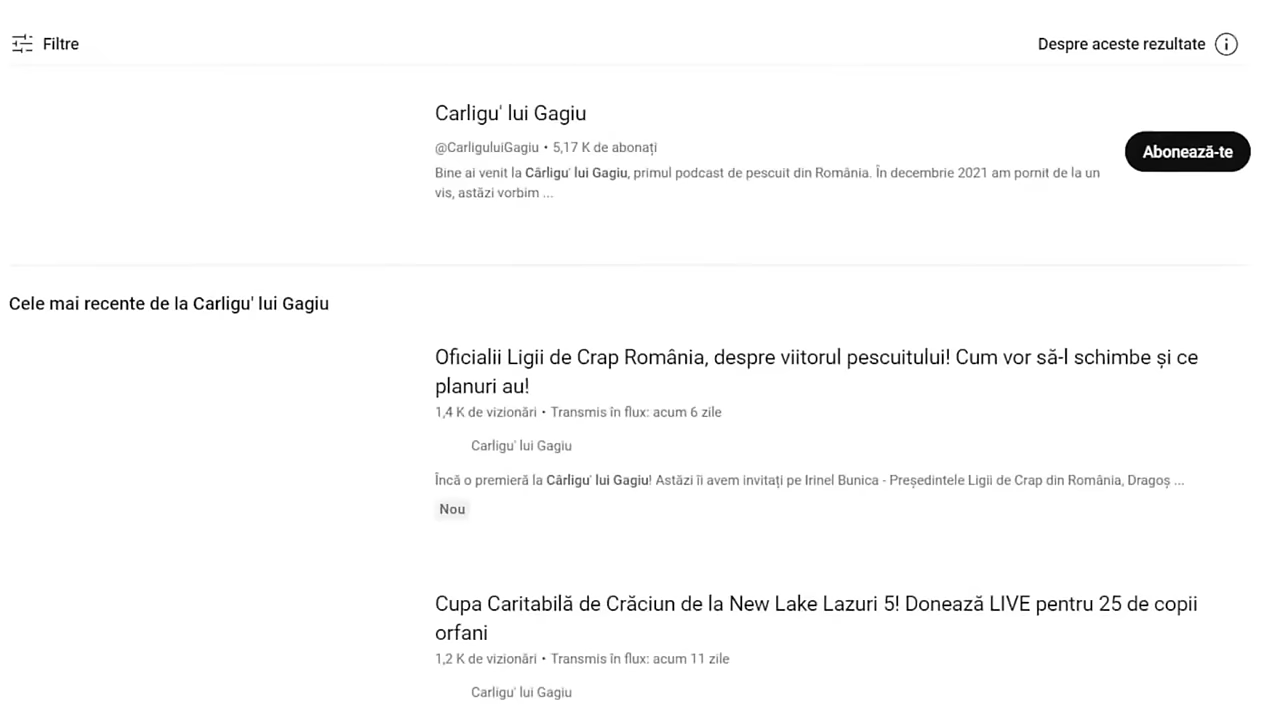 Filtre
Despre aceste rezultate
Carligu' lui Gagiu
@CarliguluiGagiu • 5,17 K de abonați
Abonează-te
Bine ai venit la Cârligu' lui Gagiu, primul podcast de pescuit din România. În decembrie 2021 am pornit de la un
vis, astăzi vorbim ...
Cele mai recente de la Carligu' lui Gagiu
Oficialii Ligii de Crap România, despre viitorul pescuitului! Cum vor să-l schimbe și ce
planuri au!
1,4 K de vizionări • Transmis în flux: acum 6 zile
Carligu' lui Gagiu
Încă o premieră la Cârligu' lui Gagiu! Astăzi îi avem invitați pe Irinel Bunica - Președintele Ligii de Crap din România, Dragoș ...
Nou
Cupa Caritabilă de Crăciun de la New Lake Lazuri 5! Donează LIVE pentru 25 de copii
orfani
1,2 K de vizionări • Transmis în flux: acum 11 zile
Carligu' lui Gagiu